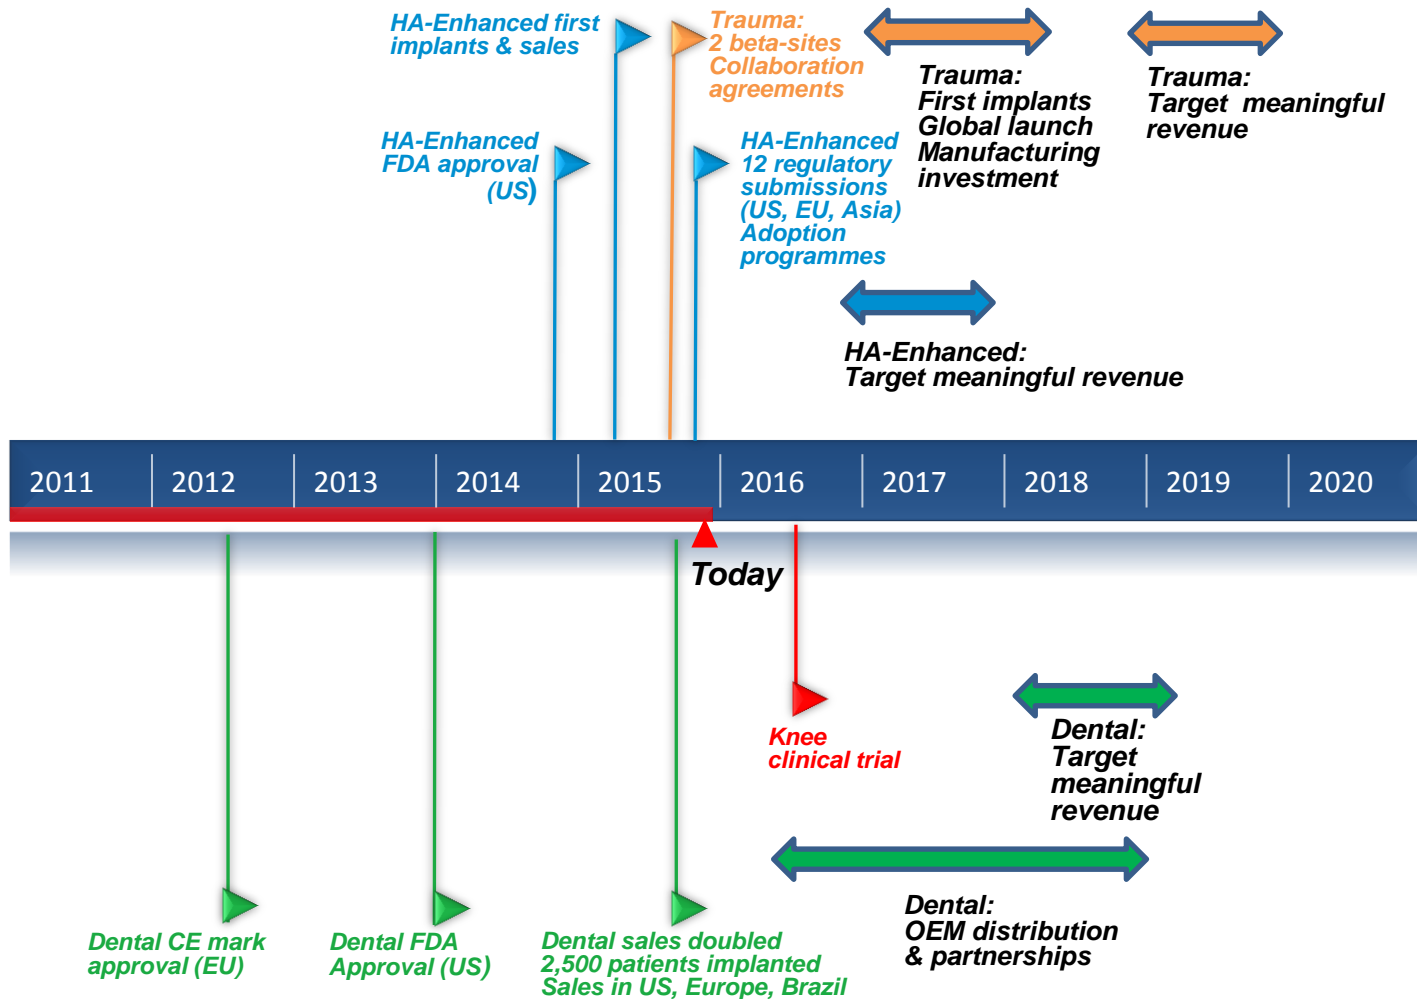 HA-Enhanced first
implants & sales
Trauma:
2 beta-sites
Collaboration
agreements
Trauma:
First implants
Global launch
Manufacturing
investment
Trauma:
Target meaningful
revenue
HA-Enhanced
FDA approval
(US)
HA-Enhanced
12 regulatory
submissions
(US, EU, Asia)
Adoption
programmes
HA-Enhanced:
Target meaningful revenue
2011
2012
2013
2014
2015
2016
2017
2018
2019
2020
Today
Knee
clinical trial
Dental:
Target
meaningful
revenue
Dental:
OEM distribution
& partnerships
Dental CE mark
approval (EU)
Dental FDA
Approval (US)
Dental sales doubled
2,500 patients implanted
Sales in US, Europe, Brazil